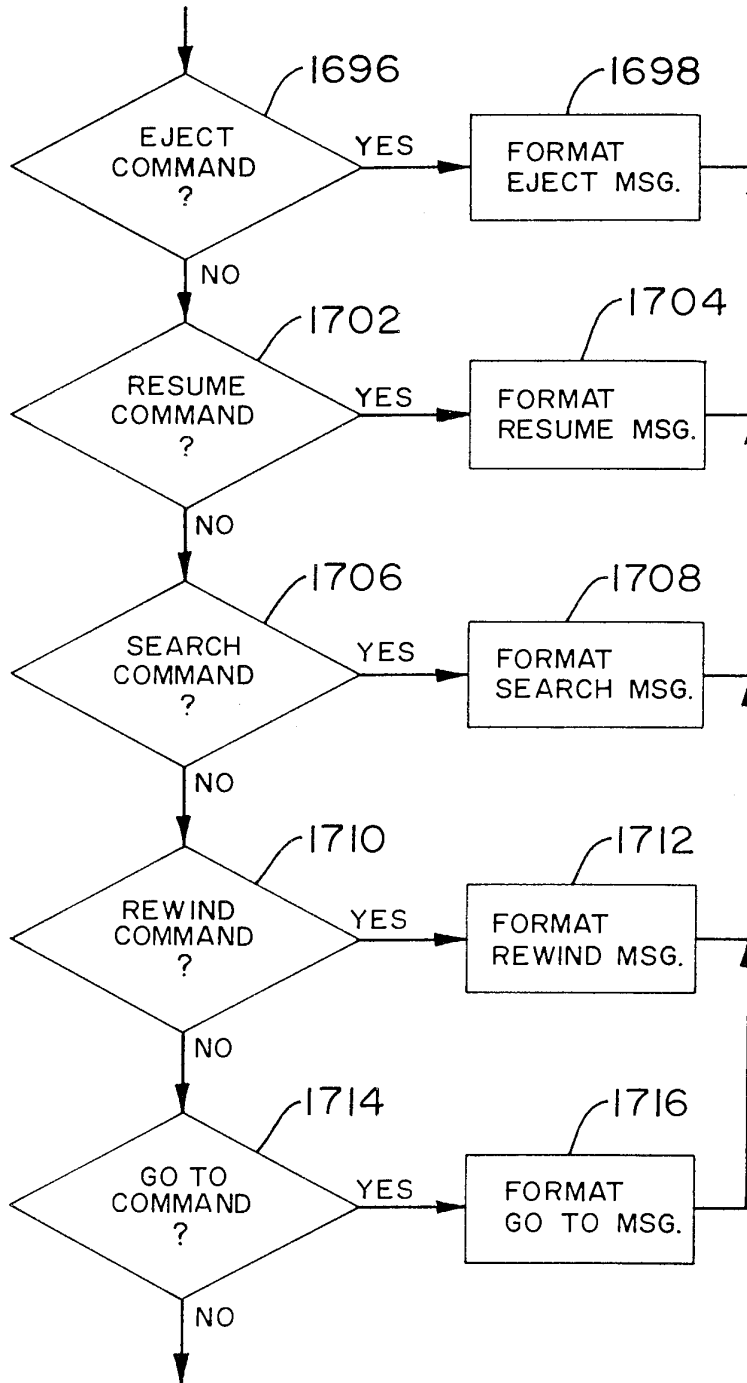 1696
1698
EJECT
COMMAND
?
YES
FORMAT
EJECT MSG.
NO
1702
1704
RESUME
COMMAND
?
YES
FORMAT
RESUME MSG.
NO
1706
1708
SEARCH
COMMAND
?
YES
FORMAT
SEARCH MSG.
NO
1710
1712
REWIND
COMMAND
?
YES
FORMAT
REWIND MSG.
NO
1714
1716
GO TO
COMMAND
?
YES
FORMAT
GO TO MSG.
NO